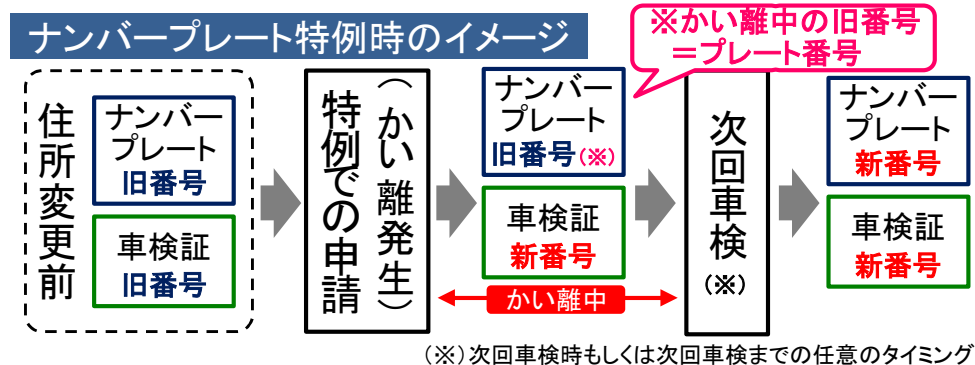 ナンバープレート特例時のイメージ
※かい離中の旧番号
＝プレート番号
住所変更前
ナンバー
プレート
旧番号
車検証
旧番号
特例での申請
（かい離発生）
ナンバー
プレート
旧番号(※)
車検証
新番号
かい離中
次回車検
(※)
ナンバー
プレート
新番号
車検証
新番号
（※）次回車検時もしくは次回車検までの任意のタイミング